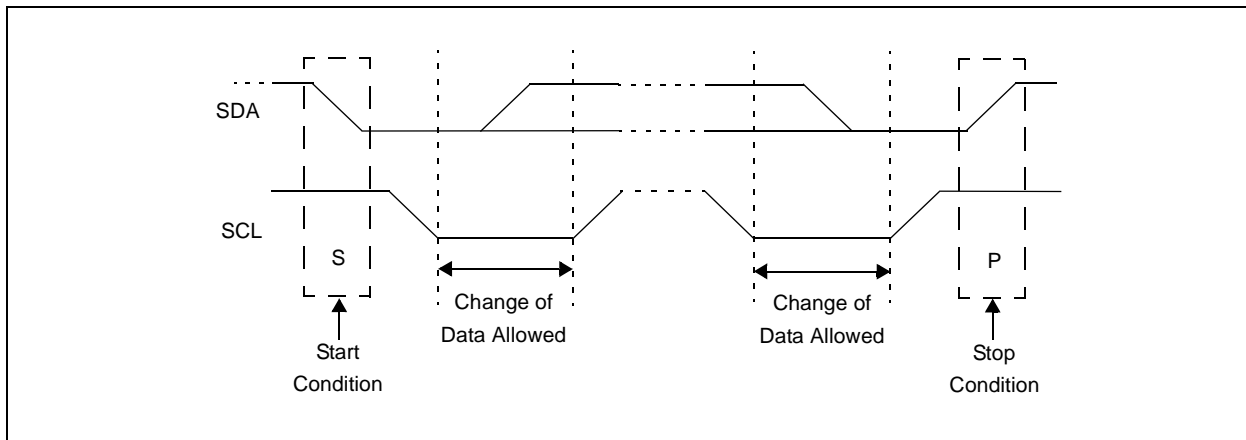 SDA
SCL
S
P
Change of
Data Allowed
Change of
Data Allowed
Start
Condition
Stop
Condition